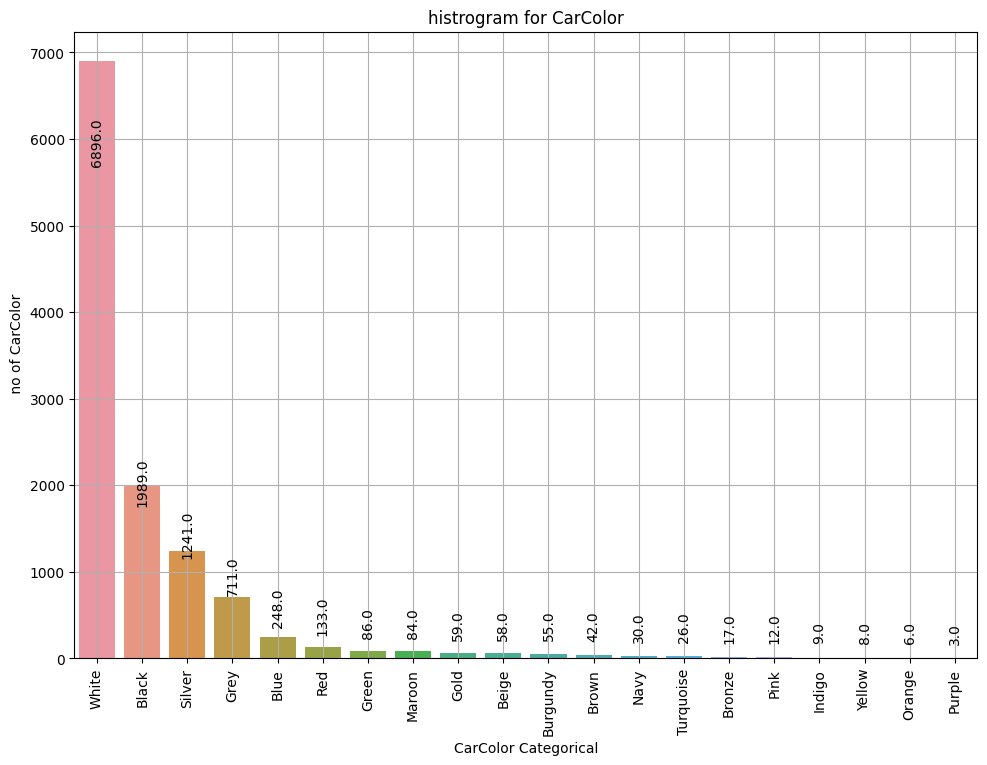 histrogram for CarColor
no of CarColor
7000
6000
5000
4000
3000
2000
1000
0
6896.0
1989.0
1241.0
711.0
248.0
133.0
86.0
84.0
59.0
58.0
55.0
42.0
30.0
26.0
17.0
12.0
9.0
8.0
6.0
3.0
White
Black
Silver
Grey
Blue
Red
Green
Maroon
Gold
Beige
Burgundy
Brown
Navy
Turquoise
Bronze
Pink
Indigo
Yellow
Orange
Purple
CarColor Categorical